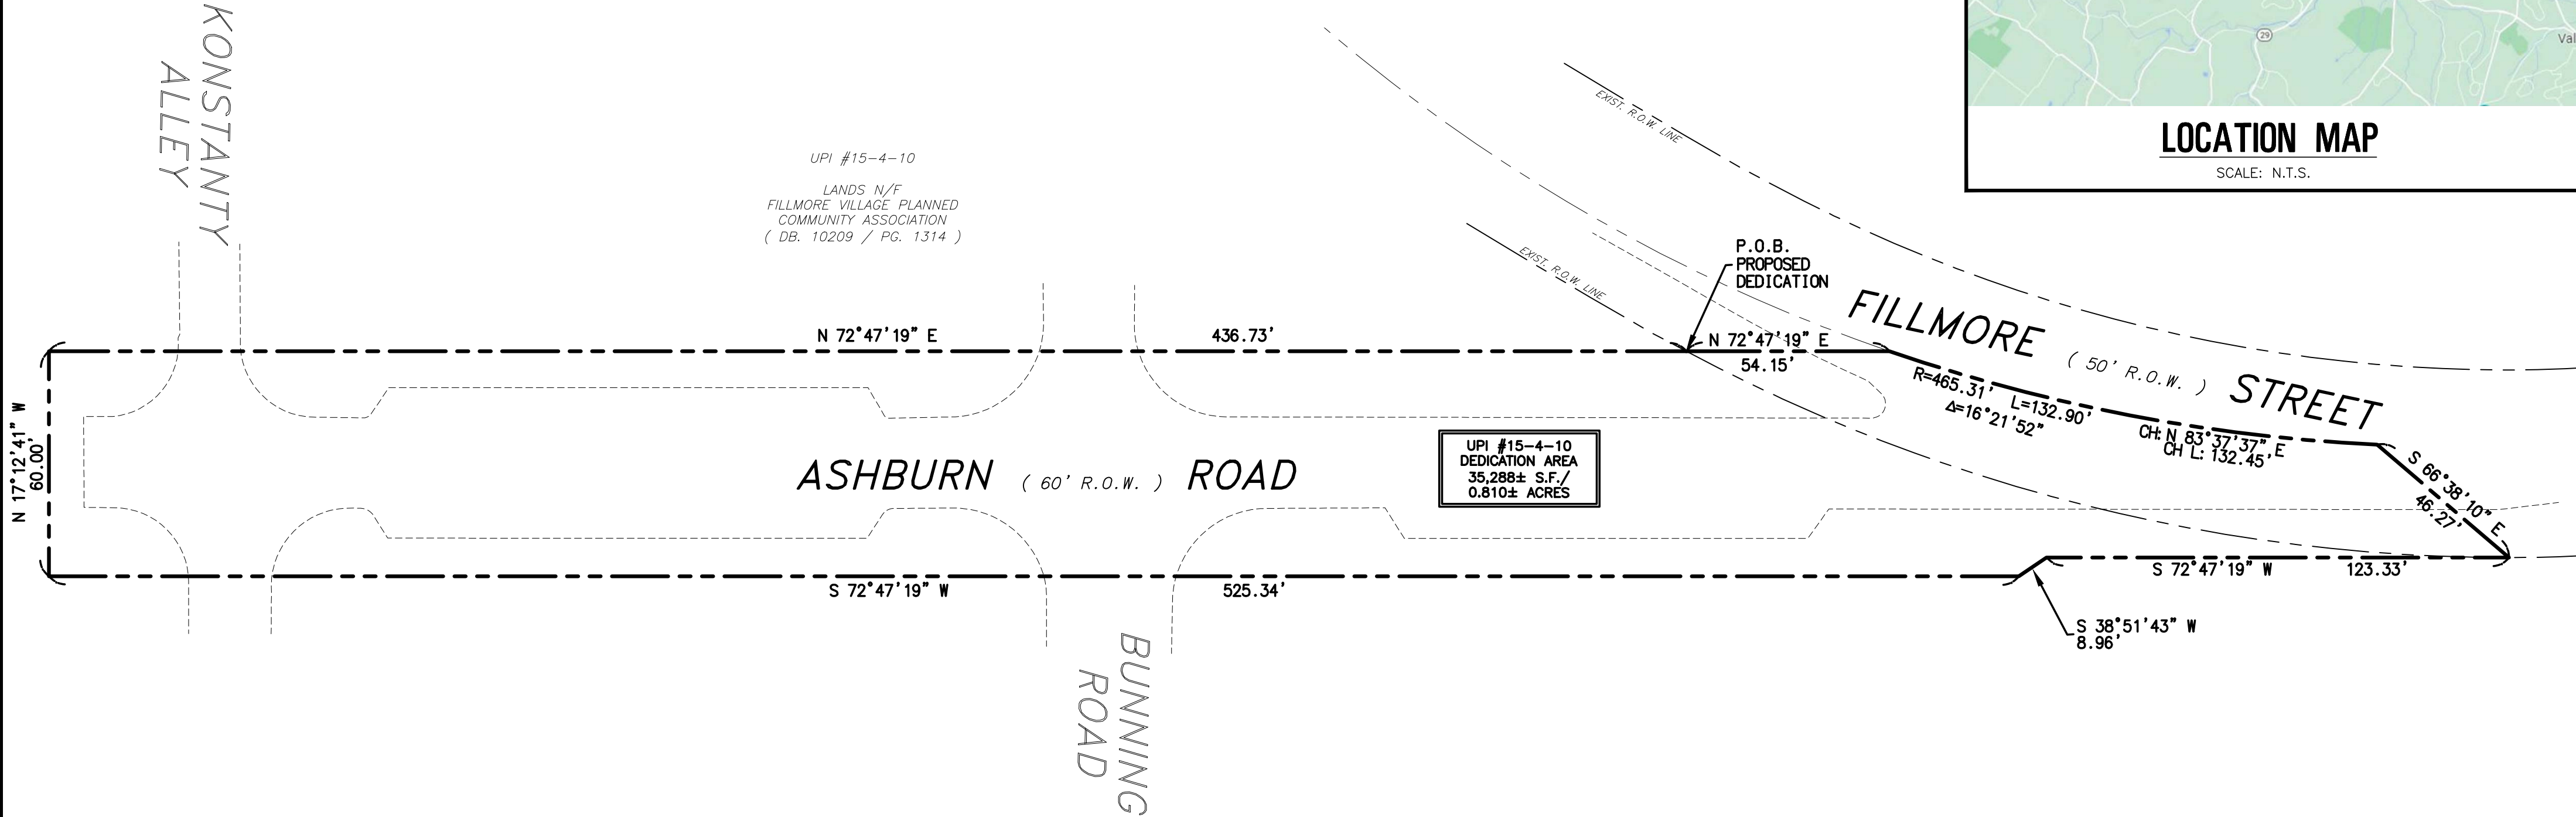 KONSTANTY
ALLEY
UPI #15-4-10
LANDS N/F
FILLMORE VILLAGE PLANNED
COMMUNITY ASSOCIATION
( DB. 10209 / PG. 1314 )
EXIST. R.O.W. LINE
EXIST. R.O.W. LINE
29
Val
LOCATION MAP
SCALE: N.T.S.
P.O.B.
PROPOSED
DEDICATION
N 72°47'19" E 436.73'
N 72°47'19" E
54.15'
FILLMORE ( 50' R.O.W. ) STREET
R=465.31' L=132.90'
Δ=16°21'52"
CH: N 83°37'37" E
CH L: 132.45'
S 66°38'10" E
46.27'
N 17°12'41" W
60.00'
ASHBURN ( 60' R.O.W. ) ROAD
UPI #15-4-10
DEDICATION AREA
35,288± S.F./
0.810± ACRES
S 72°47'19" W 525.34'
S 72°47'19" W 123.33'
S 38°51'43" W
8.96'
BUNNING
ROAD